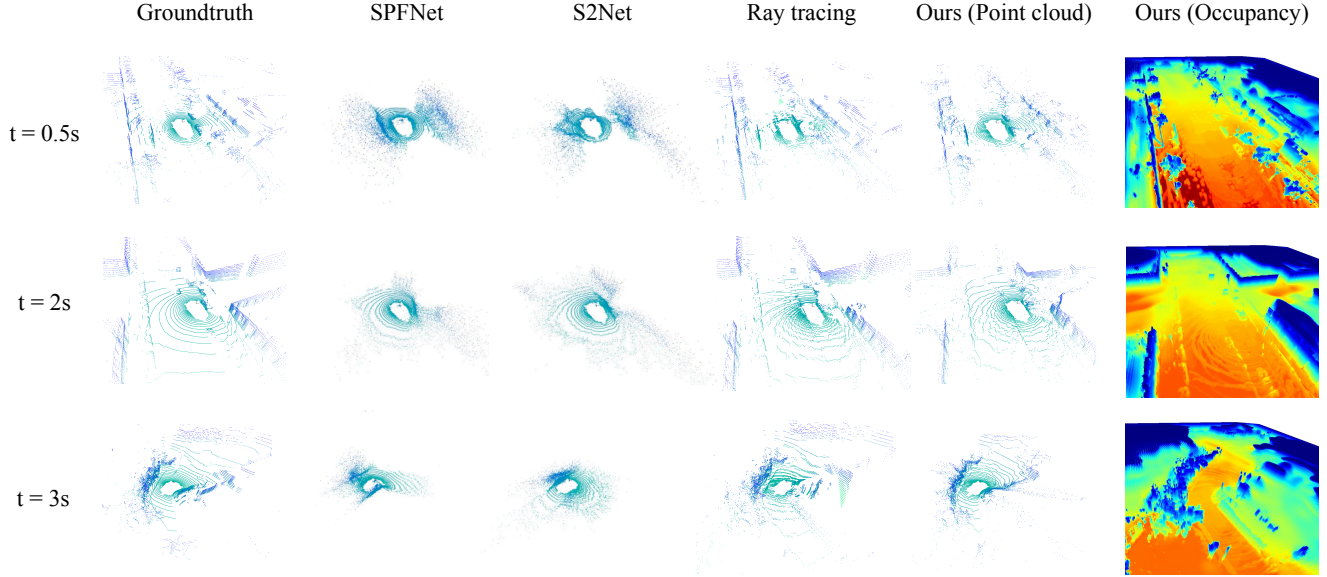 Groundtruth SPFNet S2Net Ray tracing Ours (Point cloud) Ours (Occupancy)
t = 0.5s
t = 2s
t = 3s